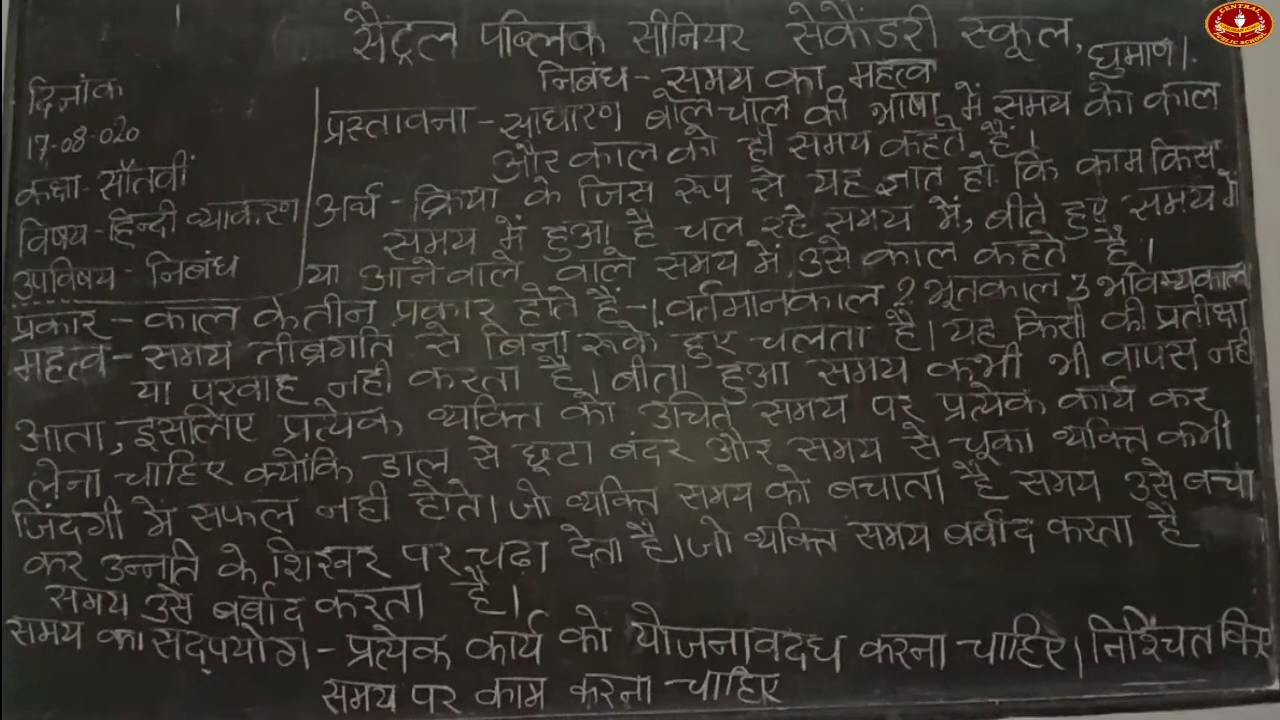 सैंट्रल पब्लिक सीनियर सेकैंडरी स्कूल, घुमाण।
निबंध - समय का महत्व
दिनांक
17-08-020
कक्षा - सातवीं
विषय - हिन्दी व्याकरण
उपविषय - निबंध
प्रस्तावना - साधारण बोलचाल की भाषा में समय को काल
और काल को ही समय कहते हैं।
अर्थ - क्रिया के जिस रूप से यह ज्ञात हो कि काम किस
समय में हुआ है चल रहे समय में, बीते हुए समय में
या आने वाले वाले समय में उसे काल कहते है।
प्रकार - काल के तीन प्रकार होते हैं - 1. वर्तमानकाल 2 भूतकाल 3 भविष्यकाल
महत्व - समय तीव्रगति से बिना रूके हुए चलता है। यह किसी की प्रतीक्षा
या परवाह नही करता है। बीता हुआ समय कभी भी वापस नही
आता, इसलिए प्रत्येक व्यक्ति को उचित समय पर प्रत्येक कार्य कर
लेना चाहिए क्योंकि डाल से छूटा बंदर और समय से चूका व्यक्ति कभी
जिंदगी में सफल नही होते। जो व्यक्ति समय को बचाता है समय उसे बचा
कर उन्नति के शिखर पर चढ़ा देता है। जो व्यक्ति समय बर्बाद करता है
समय उसे बर्बाद करता है।
समय का सदुपयोग - प्रत्येक कार्य को योजनावदध करना चाहिए। निश्चित किए
समय पर काम करना चाहिए
CENTRAL
PUBLIC SCHOOL